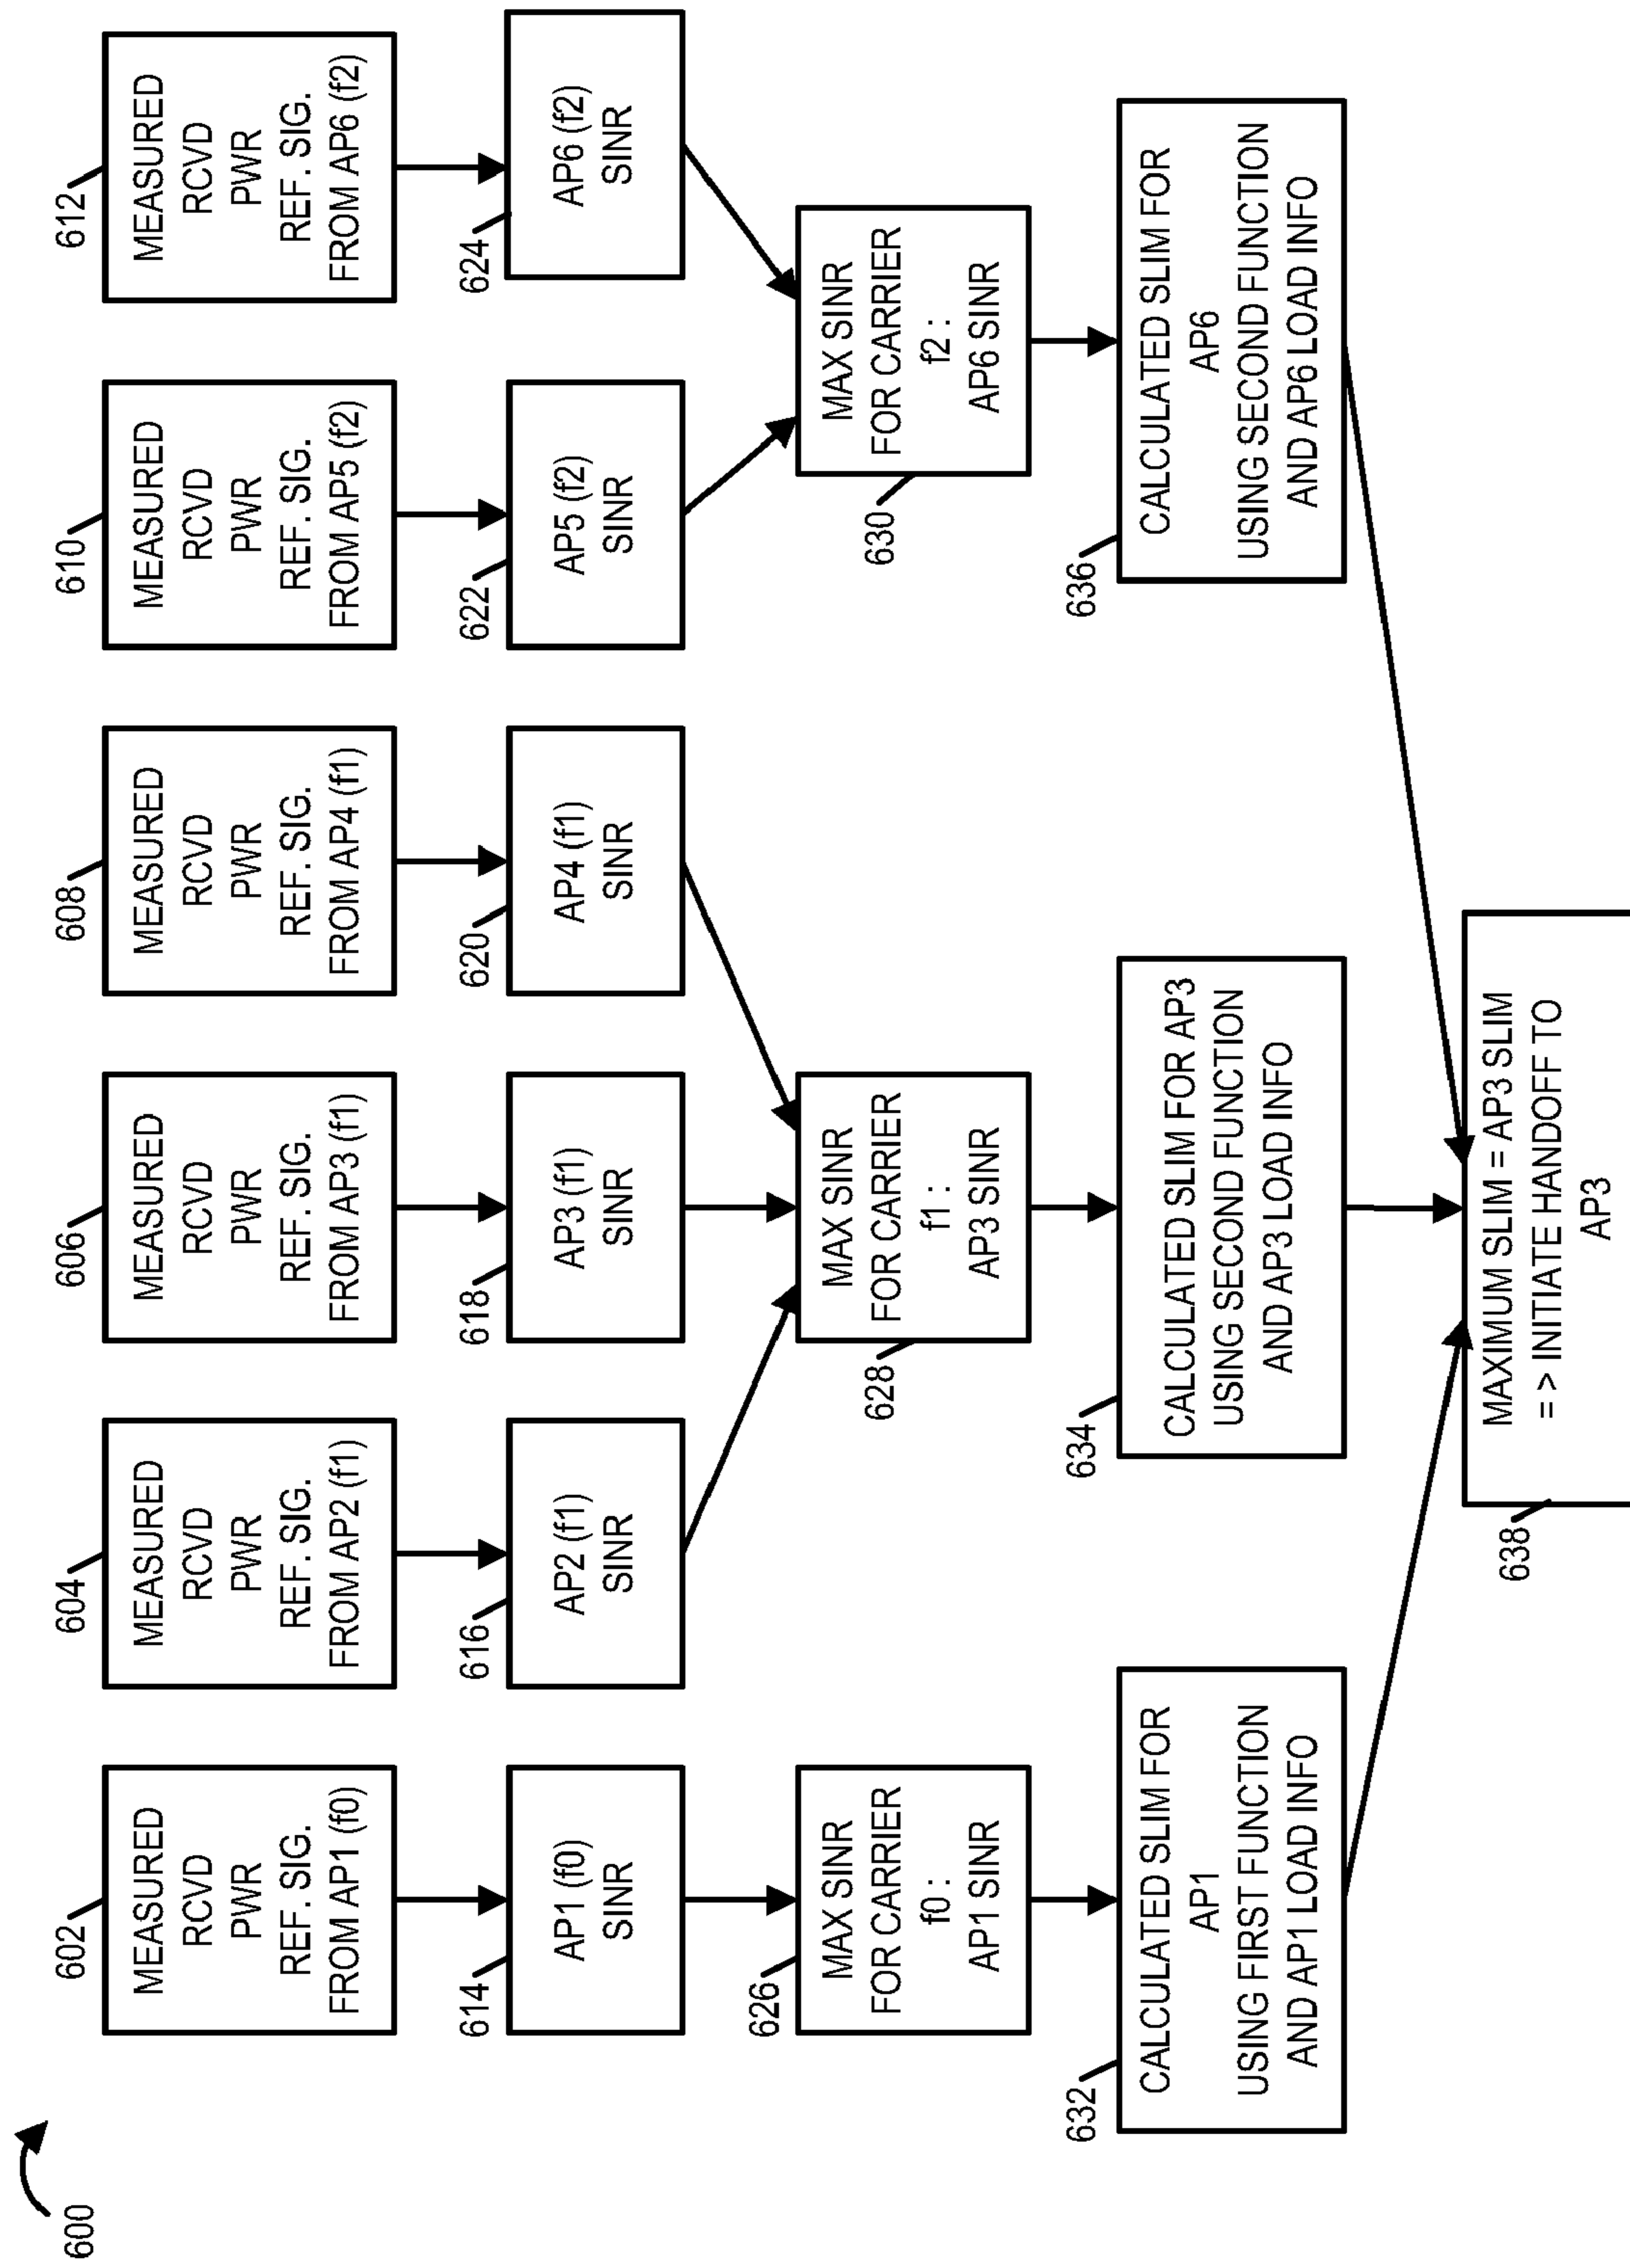 600
602
MEASURED
RCVD
PWR
REF. SIG.
FROM AP1 (f0)
604
MEASURED
RCVD
PWR
REF. SIG.
FROM AP2 (f1)
606
MEASURED
RCVD
PWR
REF. SIG.
FROM AP3 (f1)
608
MEASURED
RCVD
PWR
REF. SIG.
FROM AP4 (f1)
610
MEASURED
RCVD
PWR
REF. SIG.
FROM AP5 (f2)
612
MEASURED
RCVD
PWR
REF. SIG.
FROM AP6 (f2)
614
AP1 (f0)
SINR
616
AP2 (f1)
SINR
618
AP3 (f1)
SINR
620
AP4 (f1)
SINR
622
AP5 (f2)
SINR
624
AP6 (f2)
SINR
626
MAX SINR
FOR CARRIER
f0 :
AP1 SINR
628
MAX SINR
FOR CARRIER
f1 :
AP3 SINR
630
MAX SINR
FOR CARRIER
f2 :
AP6 SINR
632
CALCULATED SLIM FOR
AP1
USING FIRST FUNCTION
AND AP1 LOAD INFO
634
CALCULATED SLIM FOR AP3
USING SECOND FUNCTION
AND AP3 LOAD INFO
636
CALCULATED SLIM FOR
AP6
USING SECOND FUNCTION
AND AP6 LOAD INFO
638
MAXIMUM SLIM = AP3 SLIM
= > INITIATE HANDOFF TO
AP3